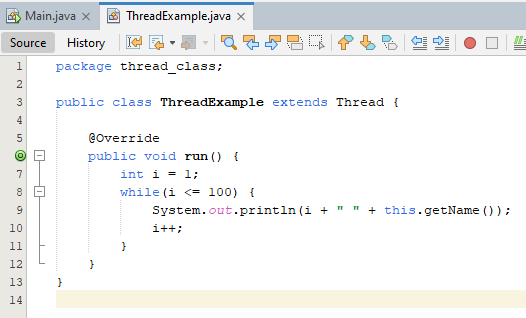 Main.java
ThreadExample.java
Source
History
1 package thread_class;
2
3 public class ThreadExample extends Thread {
4
5     @Override
    public void run() {
7         int i = 1;
8         while(i <= 100) {
9             System.out.println(i + " " + this.getName());
10             i++;
11         }
12     }
13 }
14